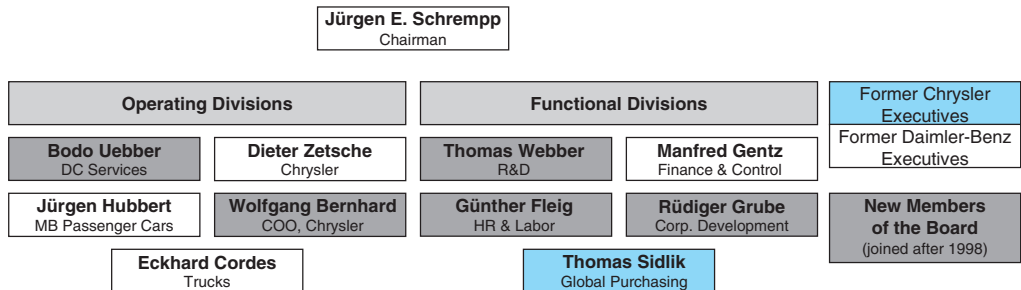 Jürgen E. Schrempp
Chairman
Operating Divisions
Functional Divisions
Former Chrysler
Executives
Former Daimler-Benz
Executives
Bodo Uebber
DC Services
Dieter Zetsche
Chrysler
Thomas Webber
R&D
Manfred Gentz
Finance & Control
Jürgen Hubbert
MB Passenger Cars
Wolfgang Bernhard
COO, Chrysler
Günther Fleig
HR & Labor
Rüdiger Grube
Corp. Development
New Members
of the Board
(joined after 1998)
Eckhard Cordes
Trucks
Thomas Sidlik
Global Purchasing